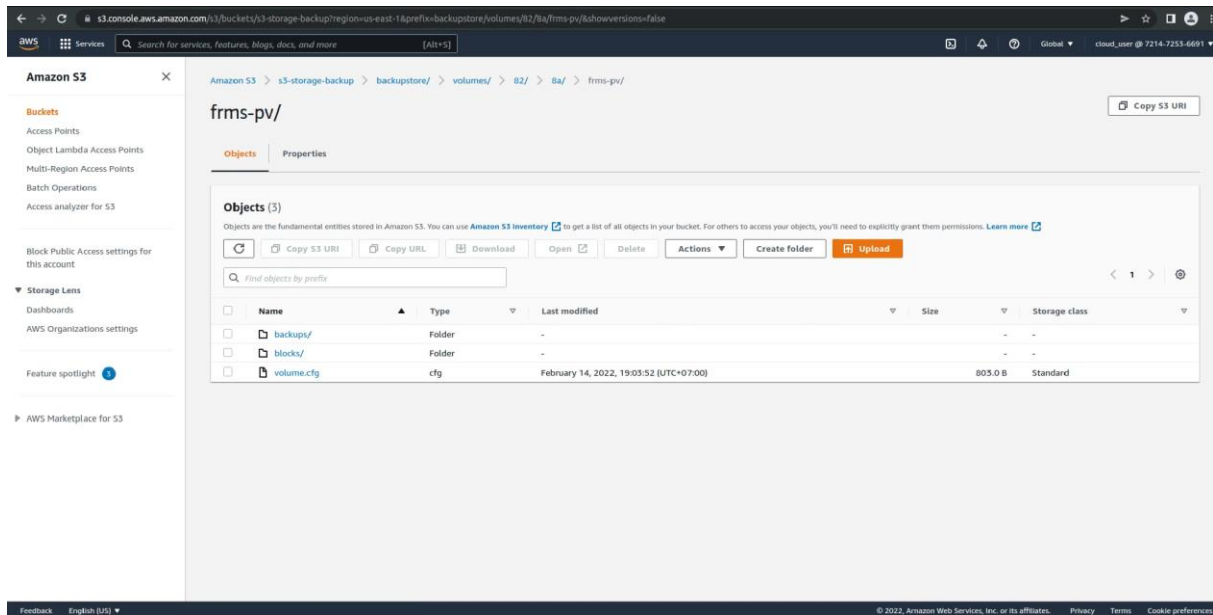 s3.console.aws.amazon.com/s3/buckets/s3-storage-backup?region=us-east-1&prefix=backupstore/volumes/82/8a/frms-pv/&showversions=false
aws Services Search for services, features, blogs, docs, and more [Alt+S] Global ▼ cloud_user @ 7214-7253-6691 ▼
Amazon S3 ×
Buckets
Access Points
Object Lambda Access Points
Multi-Region Access Points
Batch Operations
Access analyzer for S3
Block Public Access settings for
this account
▼ Storage Lens
Dashboards
AWS Organizations settings
Feature spotlight 3
▶ AWS Marketplace for S3
Amazon S3 > s3-storage-backup > backupstore/ > volumes/ > 82/ > 8a/ > frms-pv/
frms-pv/
Copy S3 URI
Objects Properties
Objects (3)
Objects are the fundamental entities stored in Amazon S3. You can use Amazon S3 inventory to get a list of all objects in your bucket. For others to access your objects, you'll need to explicitly grant them permissions. Learn more
Copy S3 URI Copy URL Download Open Delete Actions ▼ Create folder Upload
Find objects by prefix
< 1 >
Name ▲ Type Last modified Size Storage class
backups/ Folder - - -
blocks/ Folder - - -
volume.cfg cfg February 14, 2022, 19:03:52 (UTC+07:00) 803.0 B Standard
Feedback English (US) ▼ © 2022, Amazon Web Services, Inc. or its affiliates. Privacy Terms Cookie preferences